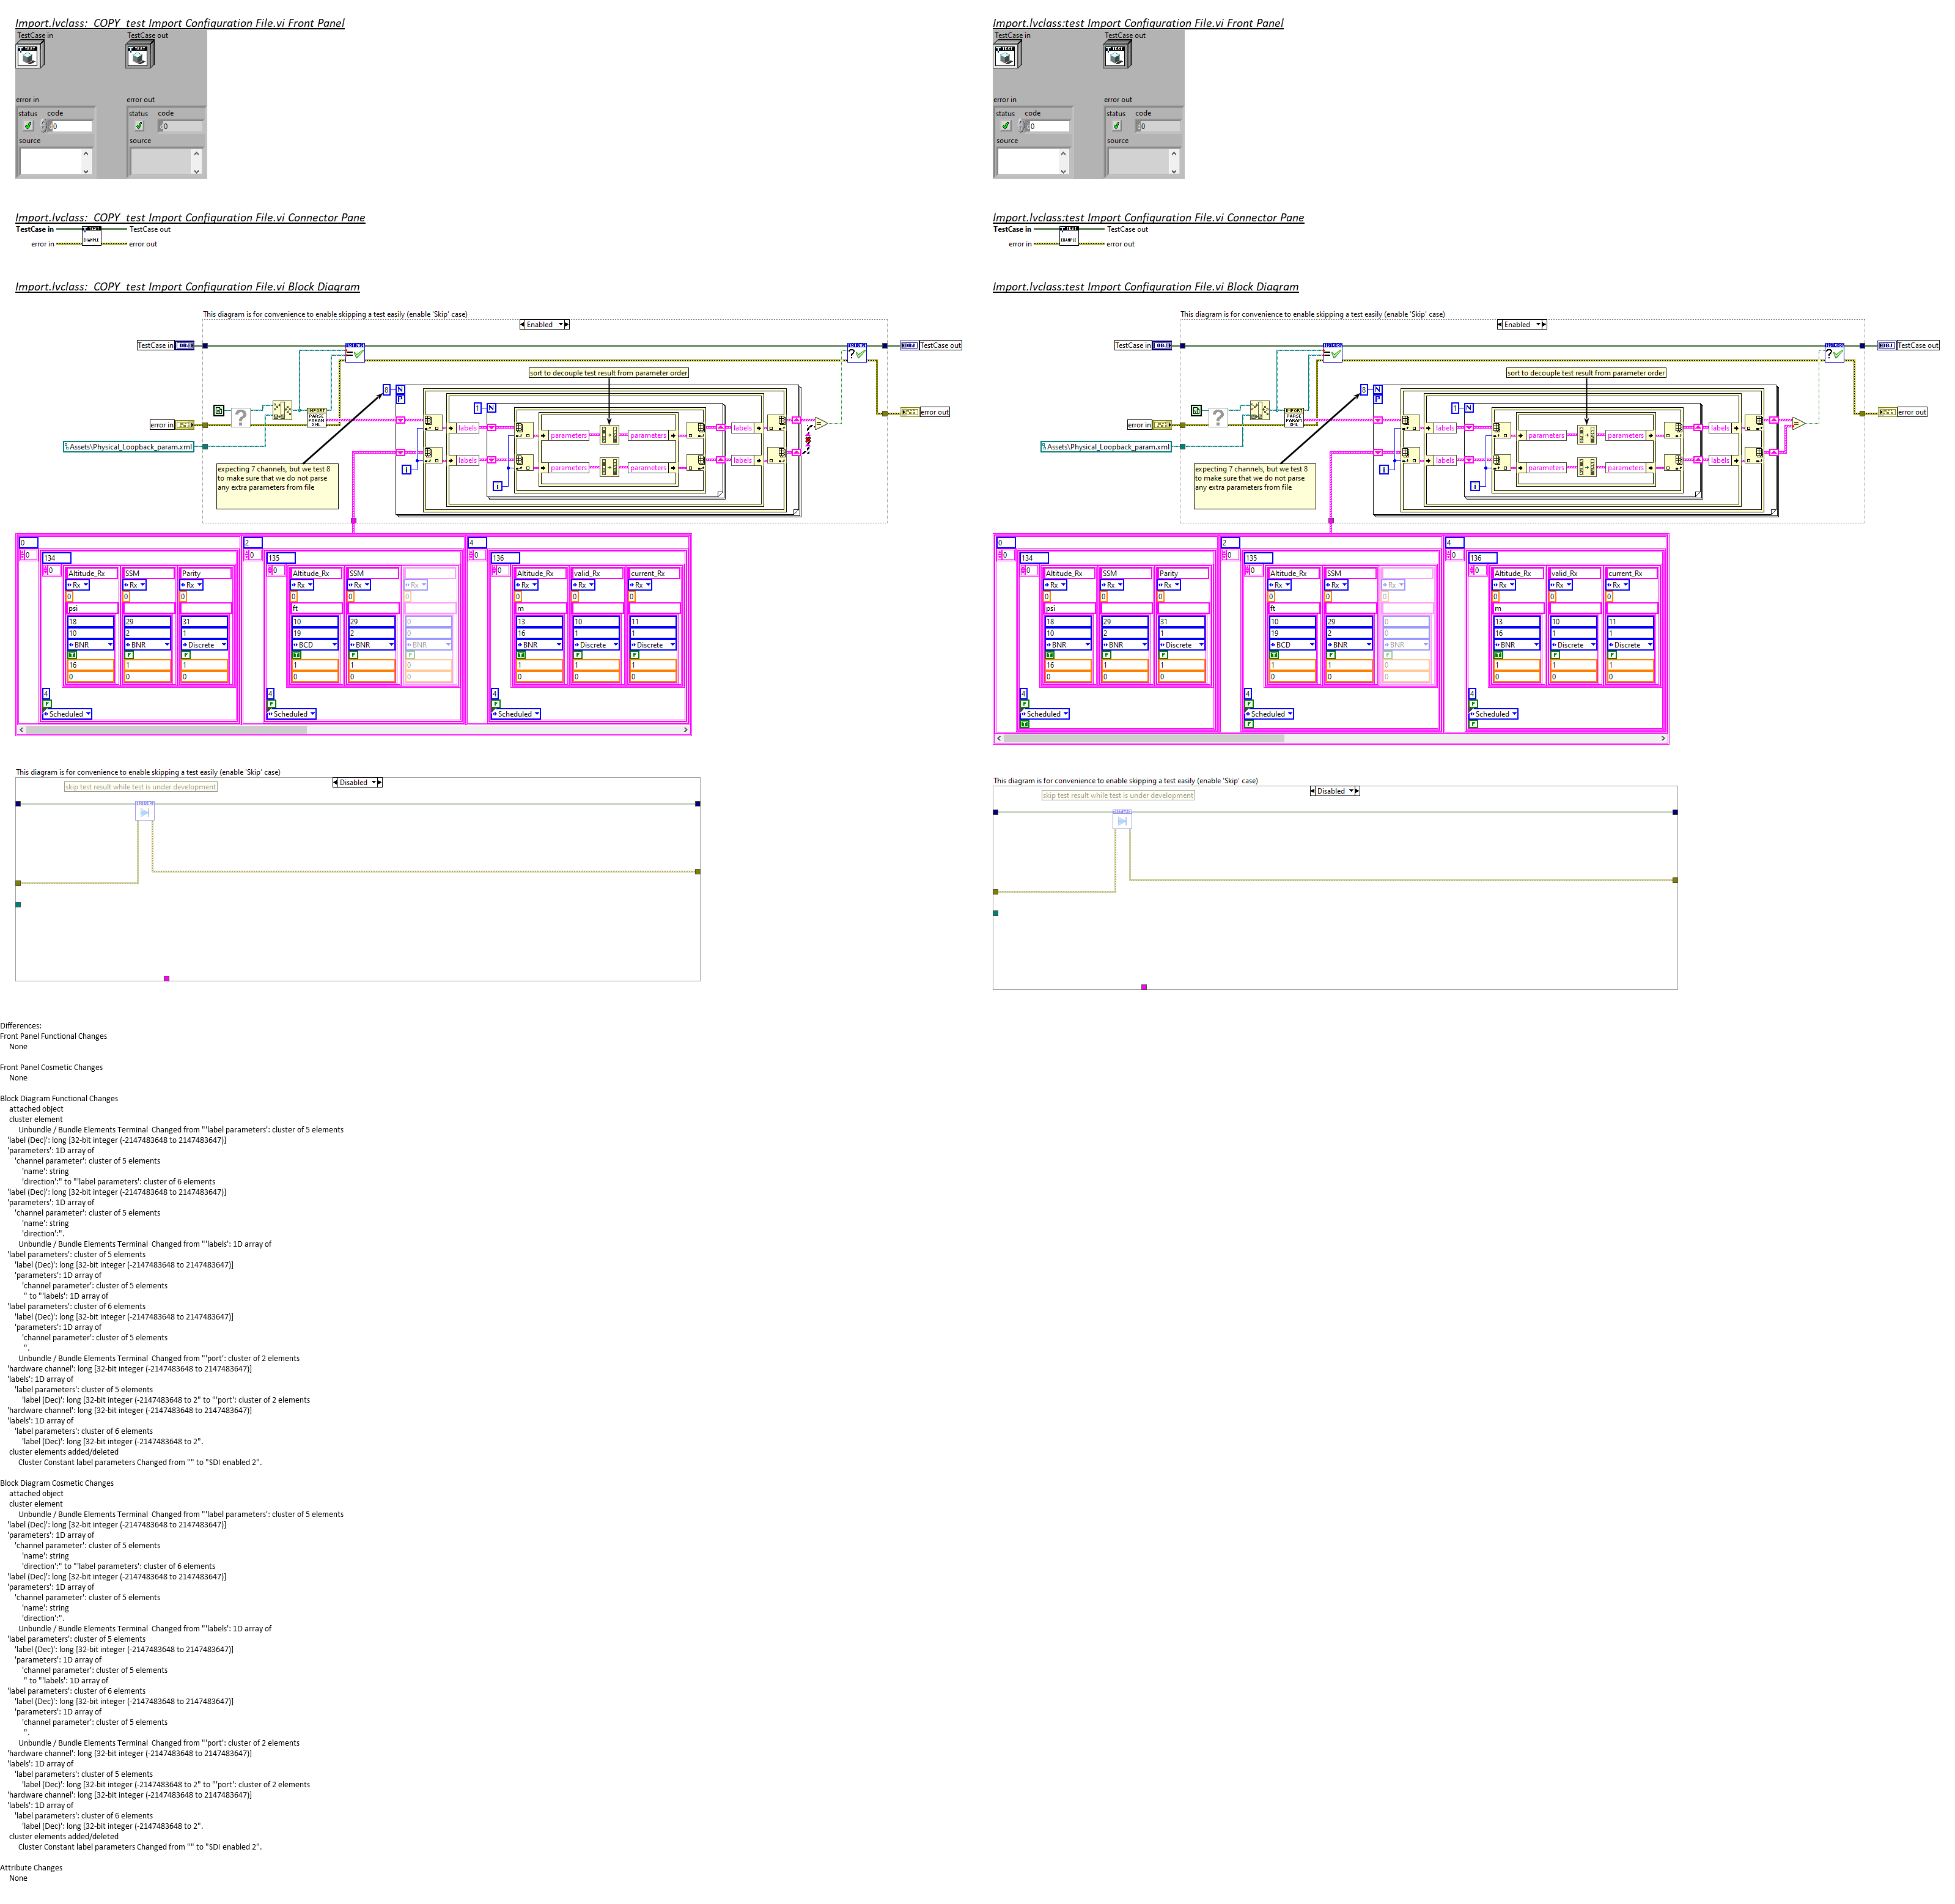 Import.lvclass:_COPY_test Import Configuration File.vi Front Panel
TestCase in
TestCase out
error in
error out
status code
status code
0
0
source
source
Import.lvclass:_COPY_test Import Configuration File.vi Connector Pane
TestCase in
TestCase out
TEST
EXAMPLE
error in
error out
Import.lvclass:_COPY_test Import Configuration File.vi Block Diagram
This diagram is for convenience to enable skipping a test easily (enable 'Skip' case)
Enabled
TestCase in
TestCase out
sort to decouple test result from parameter order
8
N
P
1
N
IMPORT
PARSE
PARAM
XML
labels
parameters
parameters
labels
error in
error out
Assets\Physical_Loopback_param.xml
labels
parameters
parameters
labels
i
i
expecting 7 channels, but we test 8
to make sure that we do not parse
any extra parameters from file
0 2 4
0 134 0 135 0 136
0 Altitude_Rx SSM Parity Altitude_Rx SSM Altitude_Rx valid_Rx current_Rx
Rx Rx Rx Rx Rx Rx Rx Rx Rx
0 0 0 0 0 0 0 0 0
psi ft m
18 29 31 10 29 0 13 10 11
10 2 1 19 2 0 16 1 1
BNR BNR Discrete BCD BNR BNR BNR Discrete Discrete
T F F T F F T F F
16 1 1 1 1 0 1 1 1
0 0 0 0 0 0 0 0 0
4 4 4
F F F
Scheduled Scheduled Scheduled
This diagram is for convenience to enable skipping a test easily (enable 'Skip' case)
Disabled
skip test result while test is under development
Import.lvclass:test Import Configuration File.vi Front Panel
TestCase in
TestCase out
error in
error out
status code
status code
0
0
source
source
Import.lvclass:test Import Configuration File.vi Connector Pane
TestCase in
TestCase out
TEST
EXAMPLE
error in
error out
Import.lvclass:test Import Configuration File.vi Block Diagram
This diagram is for convenience to enable skipping a test easily (enable 'Skip' case)
Enabled
TestCase in
TestCase out
sort to decouple test result from parameter order
8
N
P
1
N
IMPORT
PARSE
PARAM
XML
labels
parameters
parameters
labels
error in
error out
Assets\Physical_Loopback_param.xml
labels
parameters
parameters
labels
i
i
expecting 7 channels, but we test 8
to make sure that we do not parse
any extra parameters from file
0 2 4
0 134 0 135 0 136
0 Altitude_Rx SSM Parity Altitude_Rx SSM Altitude_Rx valid_Rx current_Rx
Rx Rx Rx Rx Rx Rx Rx Rx Rx
0 0 0 0 0 0 0 0 0
psi ft m
18 29 31 10 29 0 13 10 11
10 2 1 19 2 0 16 1 1
BNR BNR Discrete BCD BNR BNR BNR Discrete Discrete
T F F T F F T F F
16 1 1 1 1 0 1 1 1
0 0 0 0 0 0 0 0 0
4 4 4
F F F
Scheduled Scheduled Scheduled
T F F
This diagram is for convenience to enable skipping a test easily (enable 'Skip' case)
Disabled
skip test result while test is under development
Differences:
Front Panel Functional Changes
None
Front Panel Cosmetic Changes
None
Block Diagram Functional Changes
attached object
cluster element
Unbundle / Bundle Elements Terminal Changed from "'label parameters': cluster of 5 elements
'label (Dec)': long [32-bit integer (-2147483648 to 2147483647)]
'parameters': 1D array of
'channel parameter': cluster of 5 elements
'name': string
'direction':" to "'label parameters': cluster of 6 elements
'label (Dec)': long [32-bit integer (-2147483648 to 2147483647)]
'parameters': 1D array of
'channel parameter': cluster of 5 elements
'name': string
'direction':".
Unbundle / Bundle Elements Terminal Changed from "'labels': 1D array of
'label parameters': cluster of 5 elements
'label (Dec)': long [32-bit integer (-2147483648 to 2147483647)]
'parameters': 1D array of
'channel parameter': cluster of 5 elements
" to "'labels': 1D array of
'label parameters': cluster of 6 elements
'label (Dec)': long [32-bit integer (-2147483648 to 2147483647)]
'parameters': 1D array of
'channel parameter': cluster of 5 elements
".
Unbundle / Bundle Elements Terminal Changed from "'port': cluster of 2 elements
'hardware channel': long [32-bit integer (-2147483648 to 2147483647)]
'labels': 1D array of
'label parameters': cluster of 5 elements
'label (Dec)': long [32-bit integer (-2147483648 to 2" to "'port': cluster of 2 elements
'hardware channel': long [32-bit integer (-2147483648 to 2147483647)]
'labels': 1D array of
'label parameters': cluster of 6 elements
'label (Dec)': long [32-bit integer (-2147483648 to 2".
cluster elements added/deleted
Cluster Constant label parameters Changed from "" to "SDI enabled 2".
Block Diagram Cosmetic Changes
attached object
cluster element
Unbundle / Bundle Elements Terminal Changed from "'label parameters': cluster of 5 elements
'label (Dec)': long [32-bit integer (-2147483648 to 2147483647)]
'parameters': 1D array of
'channel parameter': cluster of 5 elements
'name': string
'direction':" to "'label parameters': cluster of 6 elements
'label (Dec)': long [32-bit integer (-2147483648 to 2147483647)]
'parameters': 1D array of
'channel parameter': cluster of 5 elements
'name': string
'direction':".
Unbundle / Bundle Elements Terminal Changed from "'labels': 1D array of
'label parameters': cluster of 5 elements
'label (Dec)': long [32-bit integer (-2147483648 to 2147483647)]
'parameters': 1D array of
'channel parameter': cluster of 5 elements
" to "'labels': 1D array of
'label parameters': cluster of 6 elements
'label (Dec)': long [32-bit integer (-2147483648 to 2147483647)]
'parameters': 1D array of
'channel parameter': cluster of 5 elements
".
Unbundle / Bundle Elements Terminal Changed from "'port': cluster of 2 elements
'hardware channel': long [32-bit integer (-2147483648 to 2147483647)]
'labels': 1D array of
'label parameters': cluster of 5 elements
'label (Dec)': long [32-bit integer (-2147483648 to 2" to "'port': cluster of 2 elements
'hardware channel': long [32-bit integer (-2147483648 to 2147483647)]
'labels': 1D array of
'label parameters': cluster of 6 elements
'label (Dec)': long [32-bit integer (-2147483648 to 2".
cluster elements added/deleted
Cluster Constant label parameters Changed from "" to "SDI enabled 2".
Attribute Changes
None